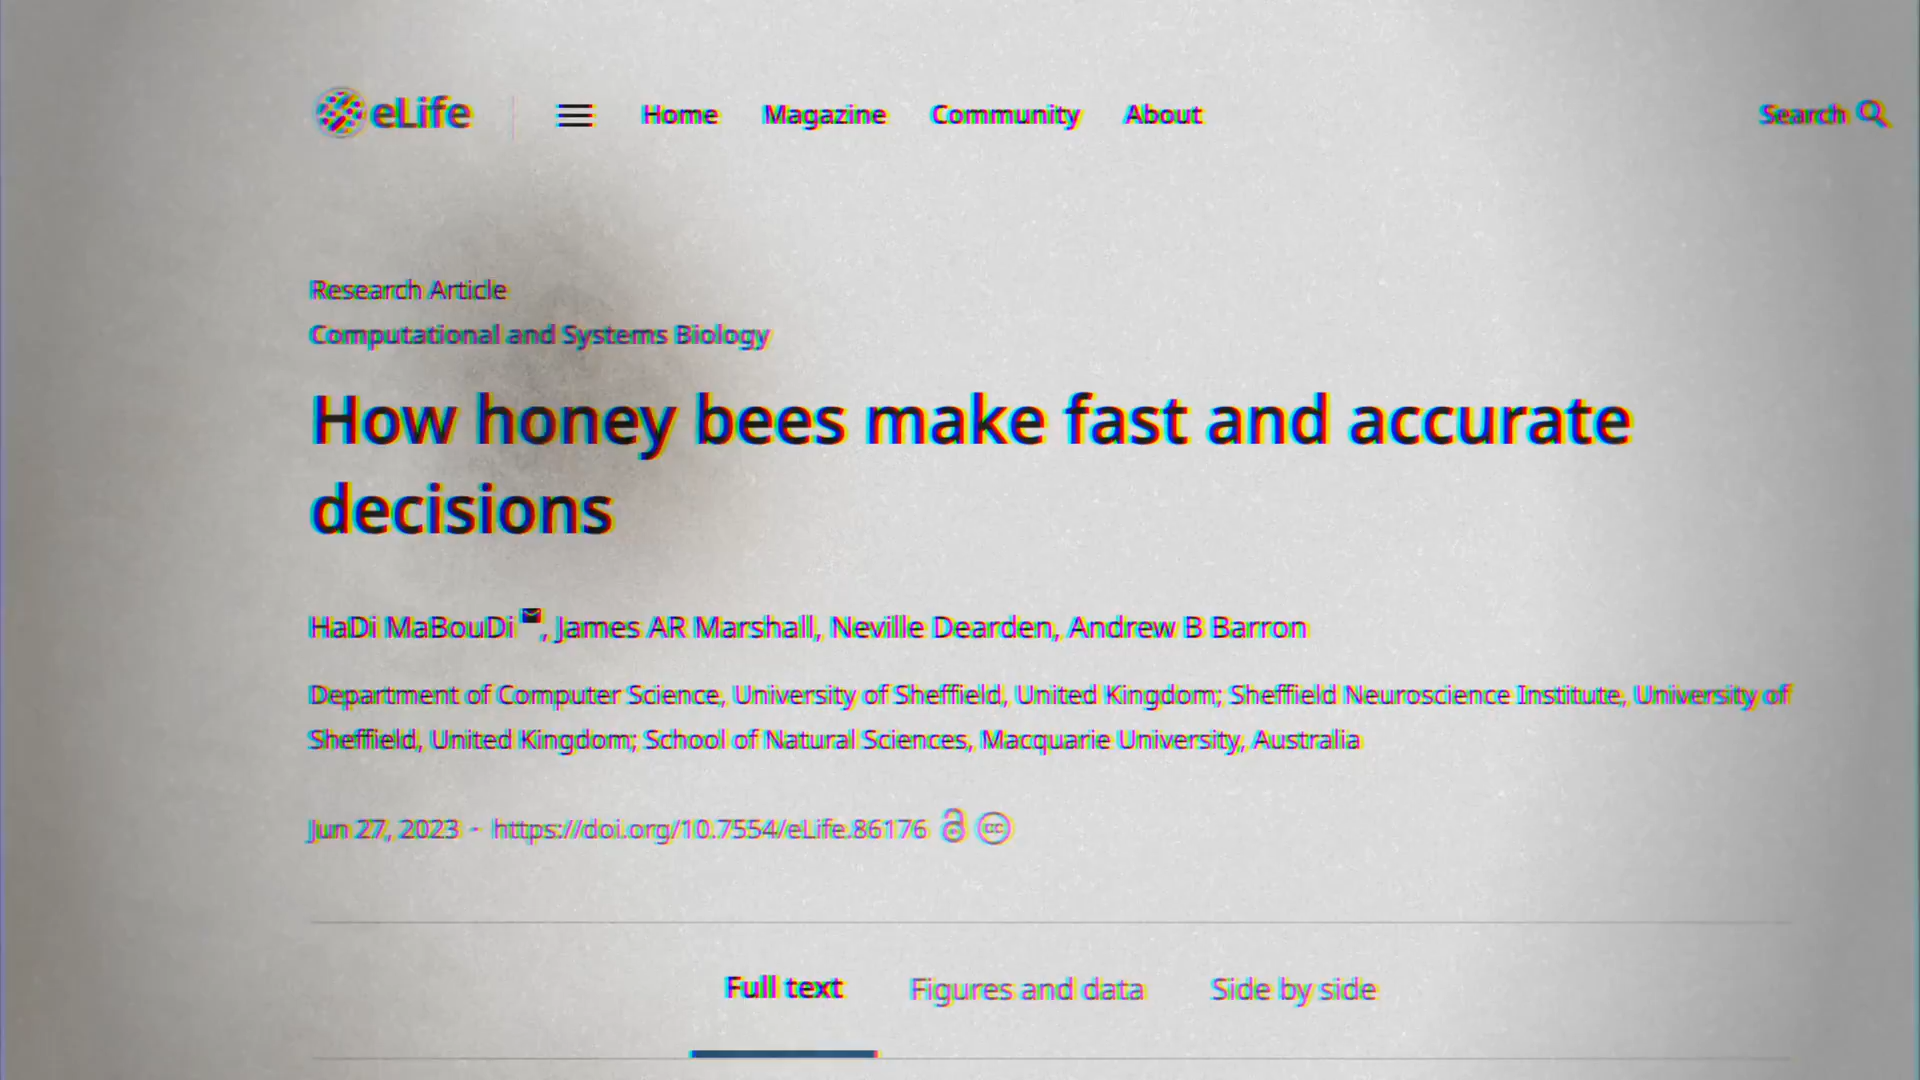 eLife
Home Magazine Community About
Search
Research Article
Computational and Systems Biology
How honey bees make fast and accurate
decisions
HaDi MaBouDi, James AR Marshall, Neville Dearden, Andrew B Barron
Department of Computer Science, University of Sheffield, United Kingdom; Sheffield Neuroscience Institute, University of
Sheffield, United Kingdom; School of Natural Sciences, Macquarie University, Australia
Jun 27, 2023 · https://doi.org/10.7554/eLife.86176 cc
Full text Figures and data Side by side